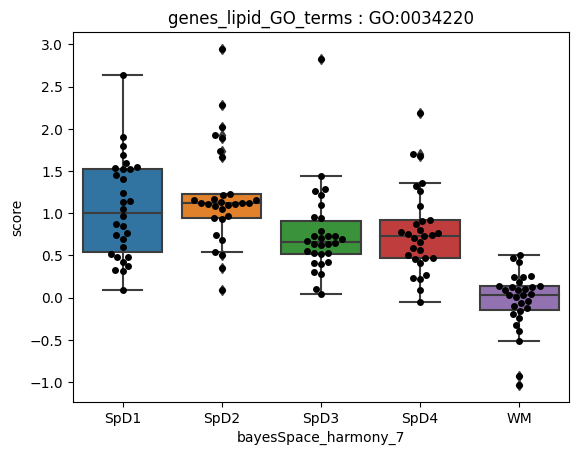 genes_lipid_GO_terms : GO:0034220
3.0
2.5
2.0
1.5
1.0
0.5
0.0
−0.5
−1.0
score
SpD1 SpD2 SpD3 SpD4 WM
bayesSpace_harmony_7